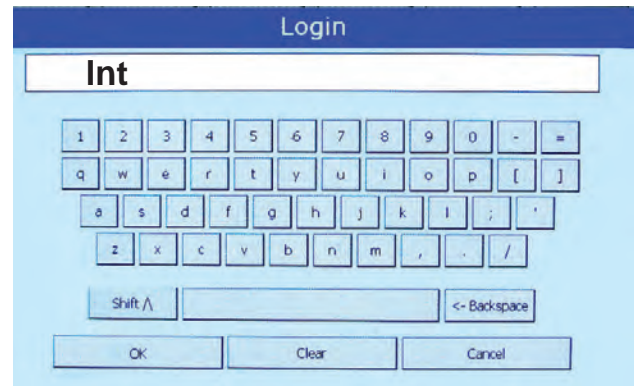 Login
Int
1 2 3 4 5 6 7 8 9 0 - =
q w e r t y u i o p [ ]
a s d f g h j k l ; '
z x c v b n m , . /
Shift /\ <- Backspace
OK Clear Cancel